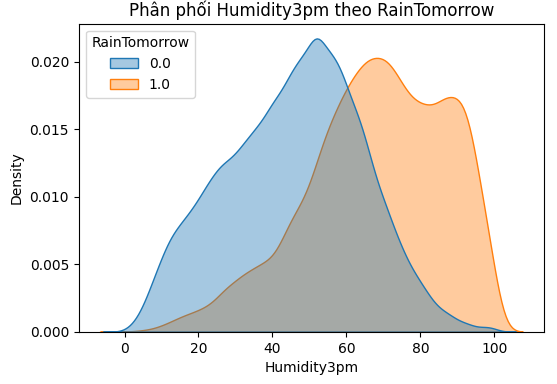 Phân phối Humidity3pm theo RainTomorrow
RainTomorrow
0.0
1.0
Density
0.020
0.015
0.010
0.005
0.000
0 20 40 60 80 100
Humidity3pm